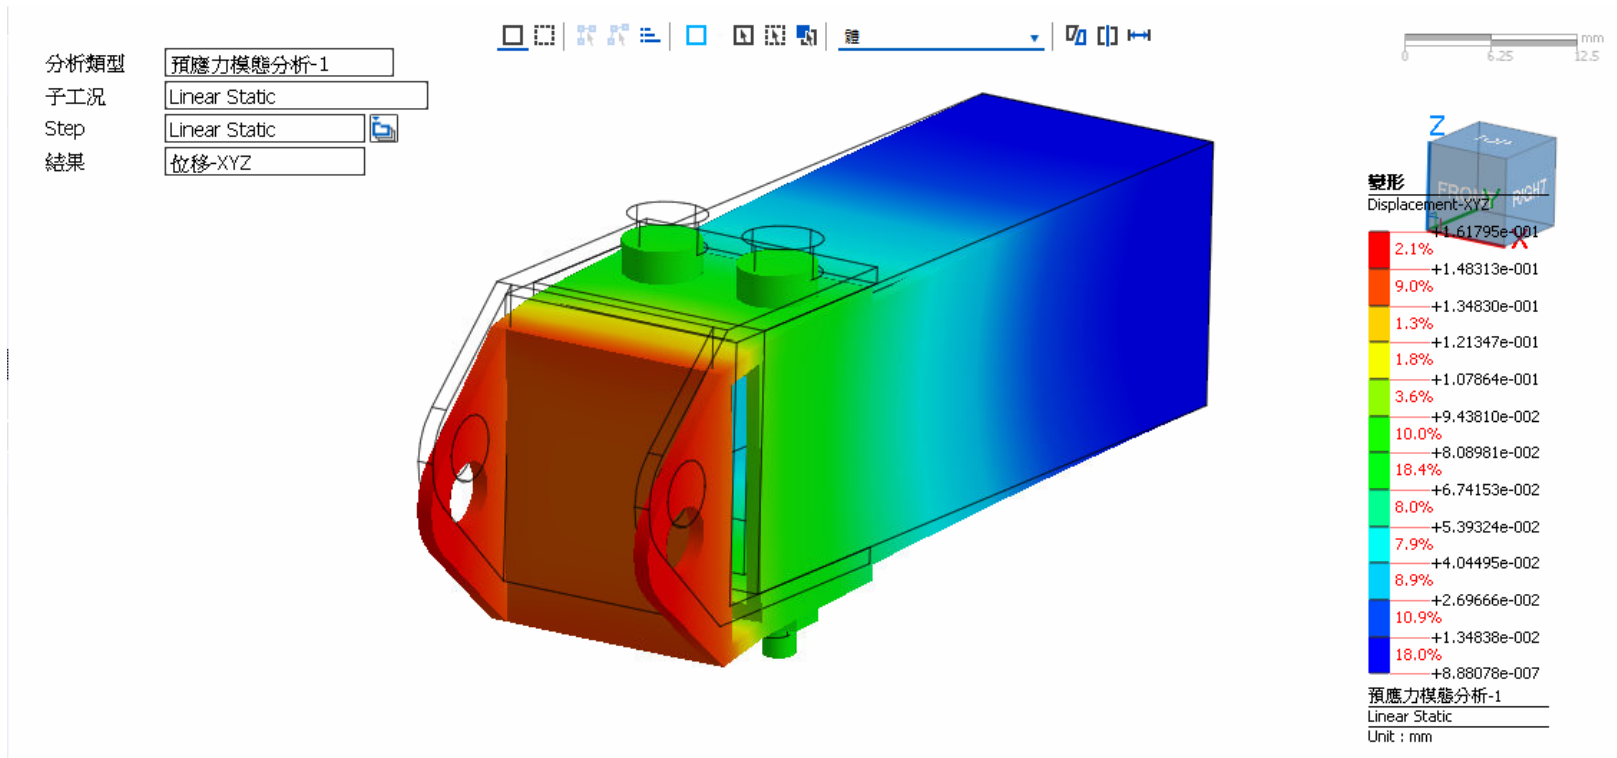 分析類型 預應力模態分析-1
子工況 Linear Static
Step Linear Static
結果 位移-XYZ
體
mm
0 6.25 12.5
Z
TOP
FRONT Y RIGHT
X
變形
Displacement-XYZ
+1.61795e-001
2.1%
+1.48313e-001
9.0%
+1.34830e-001
1.3%
+1.21347e-001
1.8%
+1.07864e-001
3.6%
+9.43810e-002
10.0%
+8.08981e-002
18.4%
+6.74153e-002
8.0%
+5.39324e-002
7.9%
+4.04495e-002
8.9%
+2.69666e-002
10.9%
+1.34838e-002
18.0%
+8.88078e-007
預應力模態分析-1
Linear Static
Unit : mm